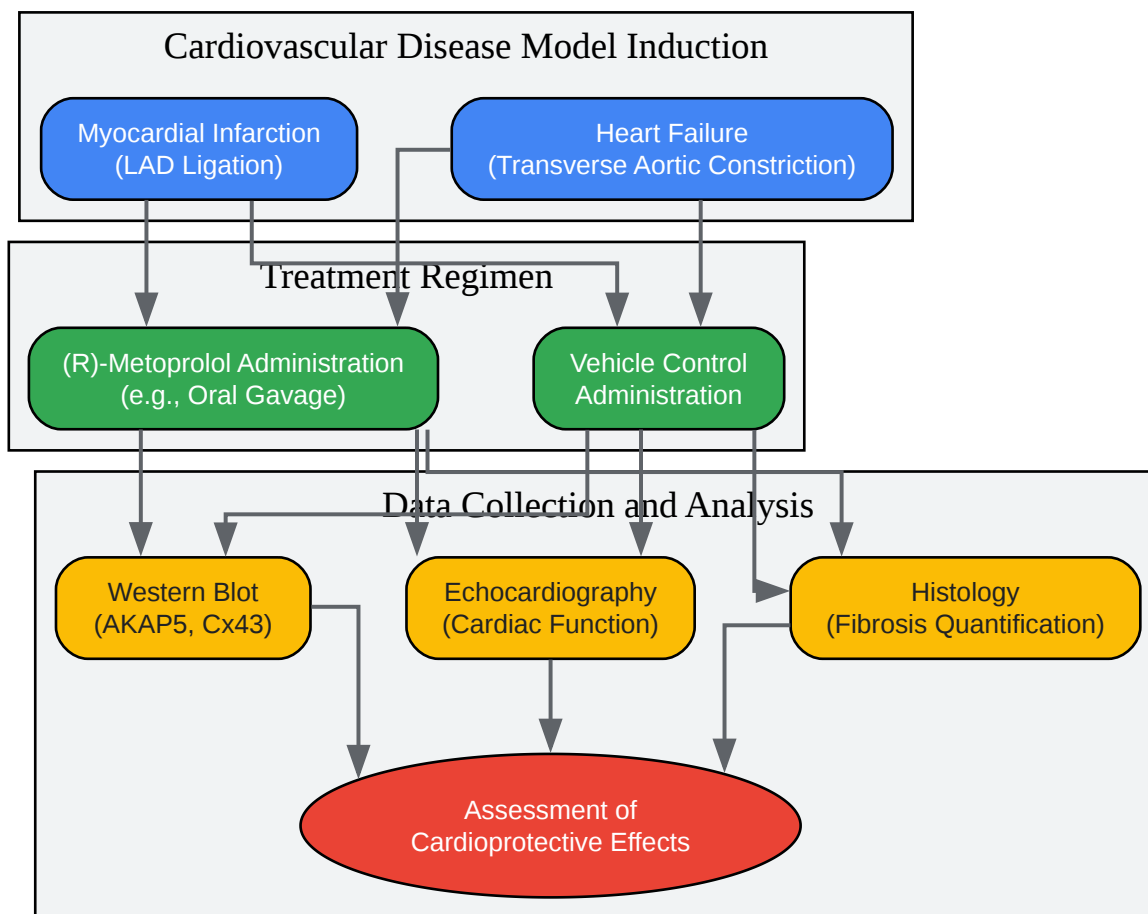 Cardiovascular Disease Model Induction
Myocardial Infarction
(LAD Ligation)
Heart Failure
(Transverse Aortic Constriction)
Treatment Regimen
(R)-Metoprolol Administration
(e.g., Oral Gavage)
Vehicle Control
Administration
Data Collection and Analysis
Western Blot
(AKAP5, Cx43)
Echocardiography
(Cardiac Function)
Histology
(Fibrosis Quantification)
Assessment of
Cardioprotective Effects